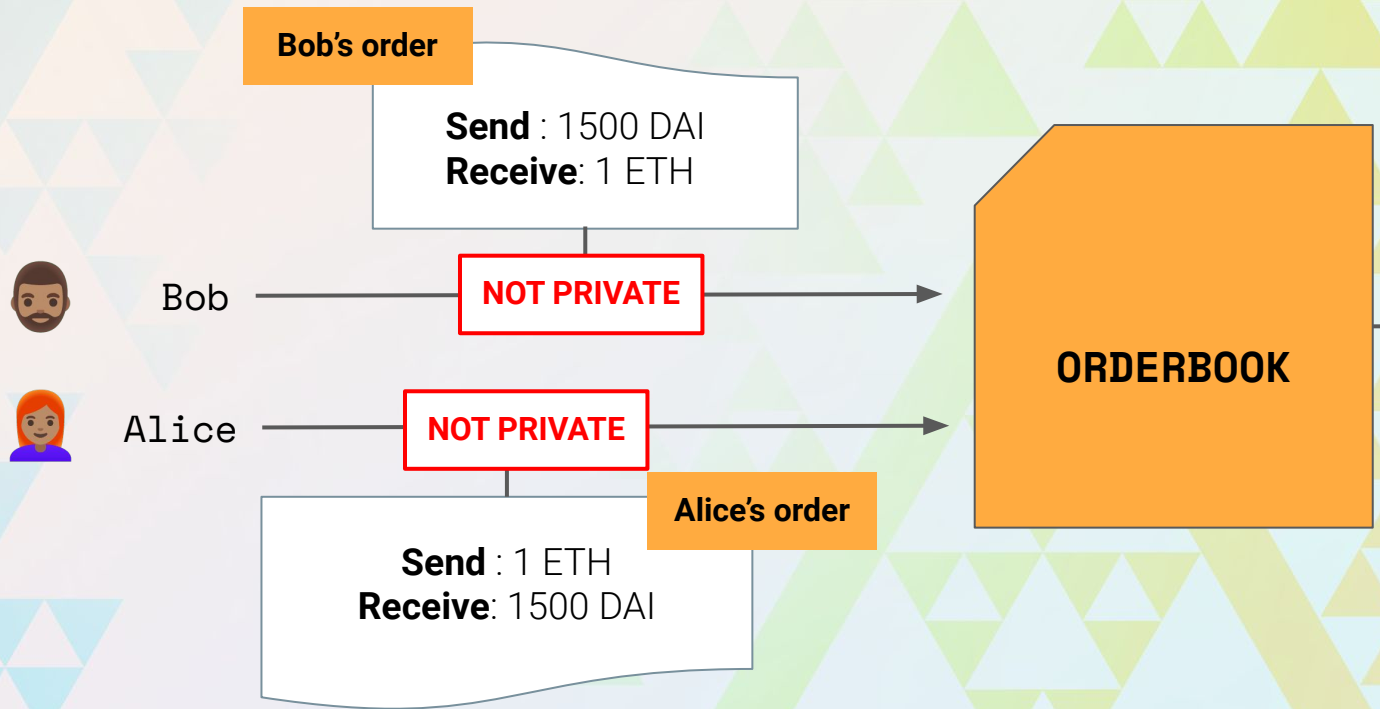 Bob's order
Send : 1500 DAI
Receive: 1 ETH
Bob
NOT PRIVATE
ORDERBOOK
Alice
NOT PRIVATE
Alice's order
Send : 1 ETH
Receive: 1500 DAI